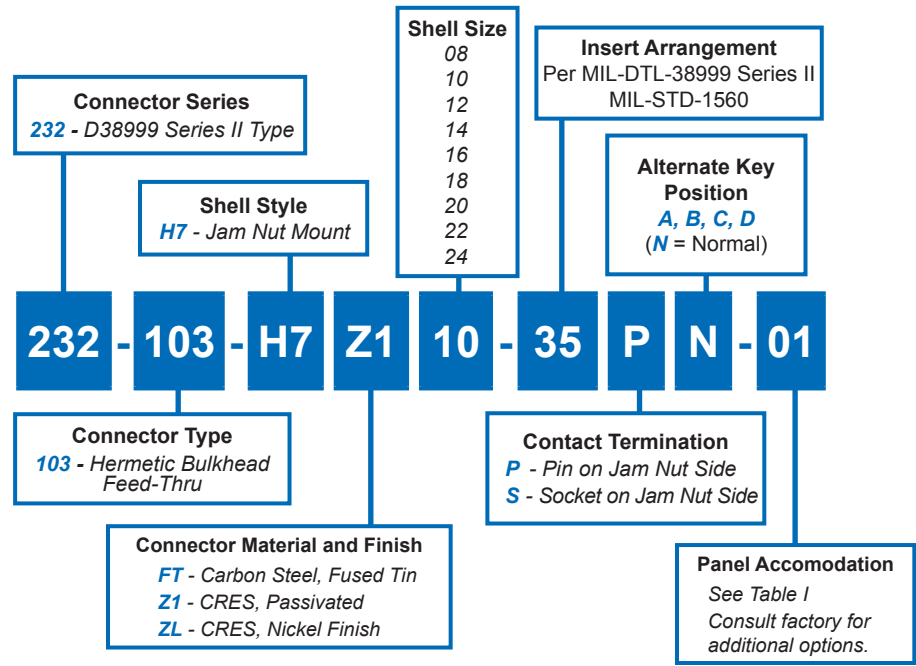 Shell Size
08
10
12
14
16
18
20
22
24
Insert Arrangement
Per MIL-DTL-38999 Series II
MIL-STD-1560
Connector Series
232 - D38999 Series II Type
Shell Style
H7 - Jam Nut Mount
Alternate Key
Position
A, B, C, D
(N = Normal)
232 - 103 - H7 Z1 10 - 35 P N - 01
Connector Type
103 - Hermetic Bulkhead
Feed-Thru
Contact Termination
P - Pin on Jam Nut Side
S - Socket on Jam Nut Side
Connector Material and Finish
FT - Carbon Steel, Fused Tin
Z1 - CRES, Passivated
ZL - CRES, Nickel Finish
Panel Accomodation
See Table I
Consult factory for
additional options.